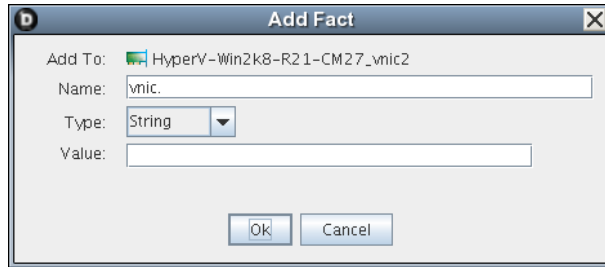 Add Fact
Add To: HyperV-Win2k8-R21-CM27_vnic2
Name: vnic.
Type: String
Value:
Ok Cancel